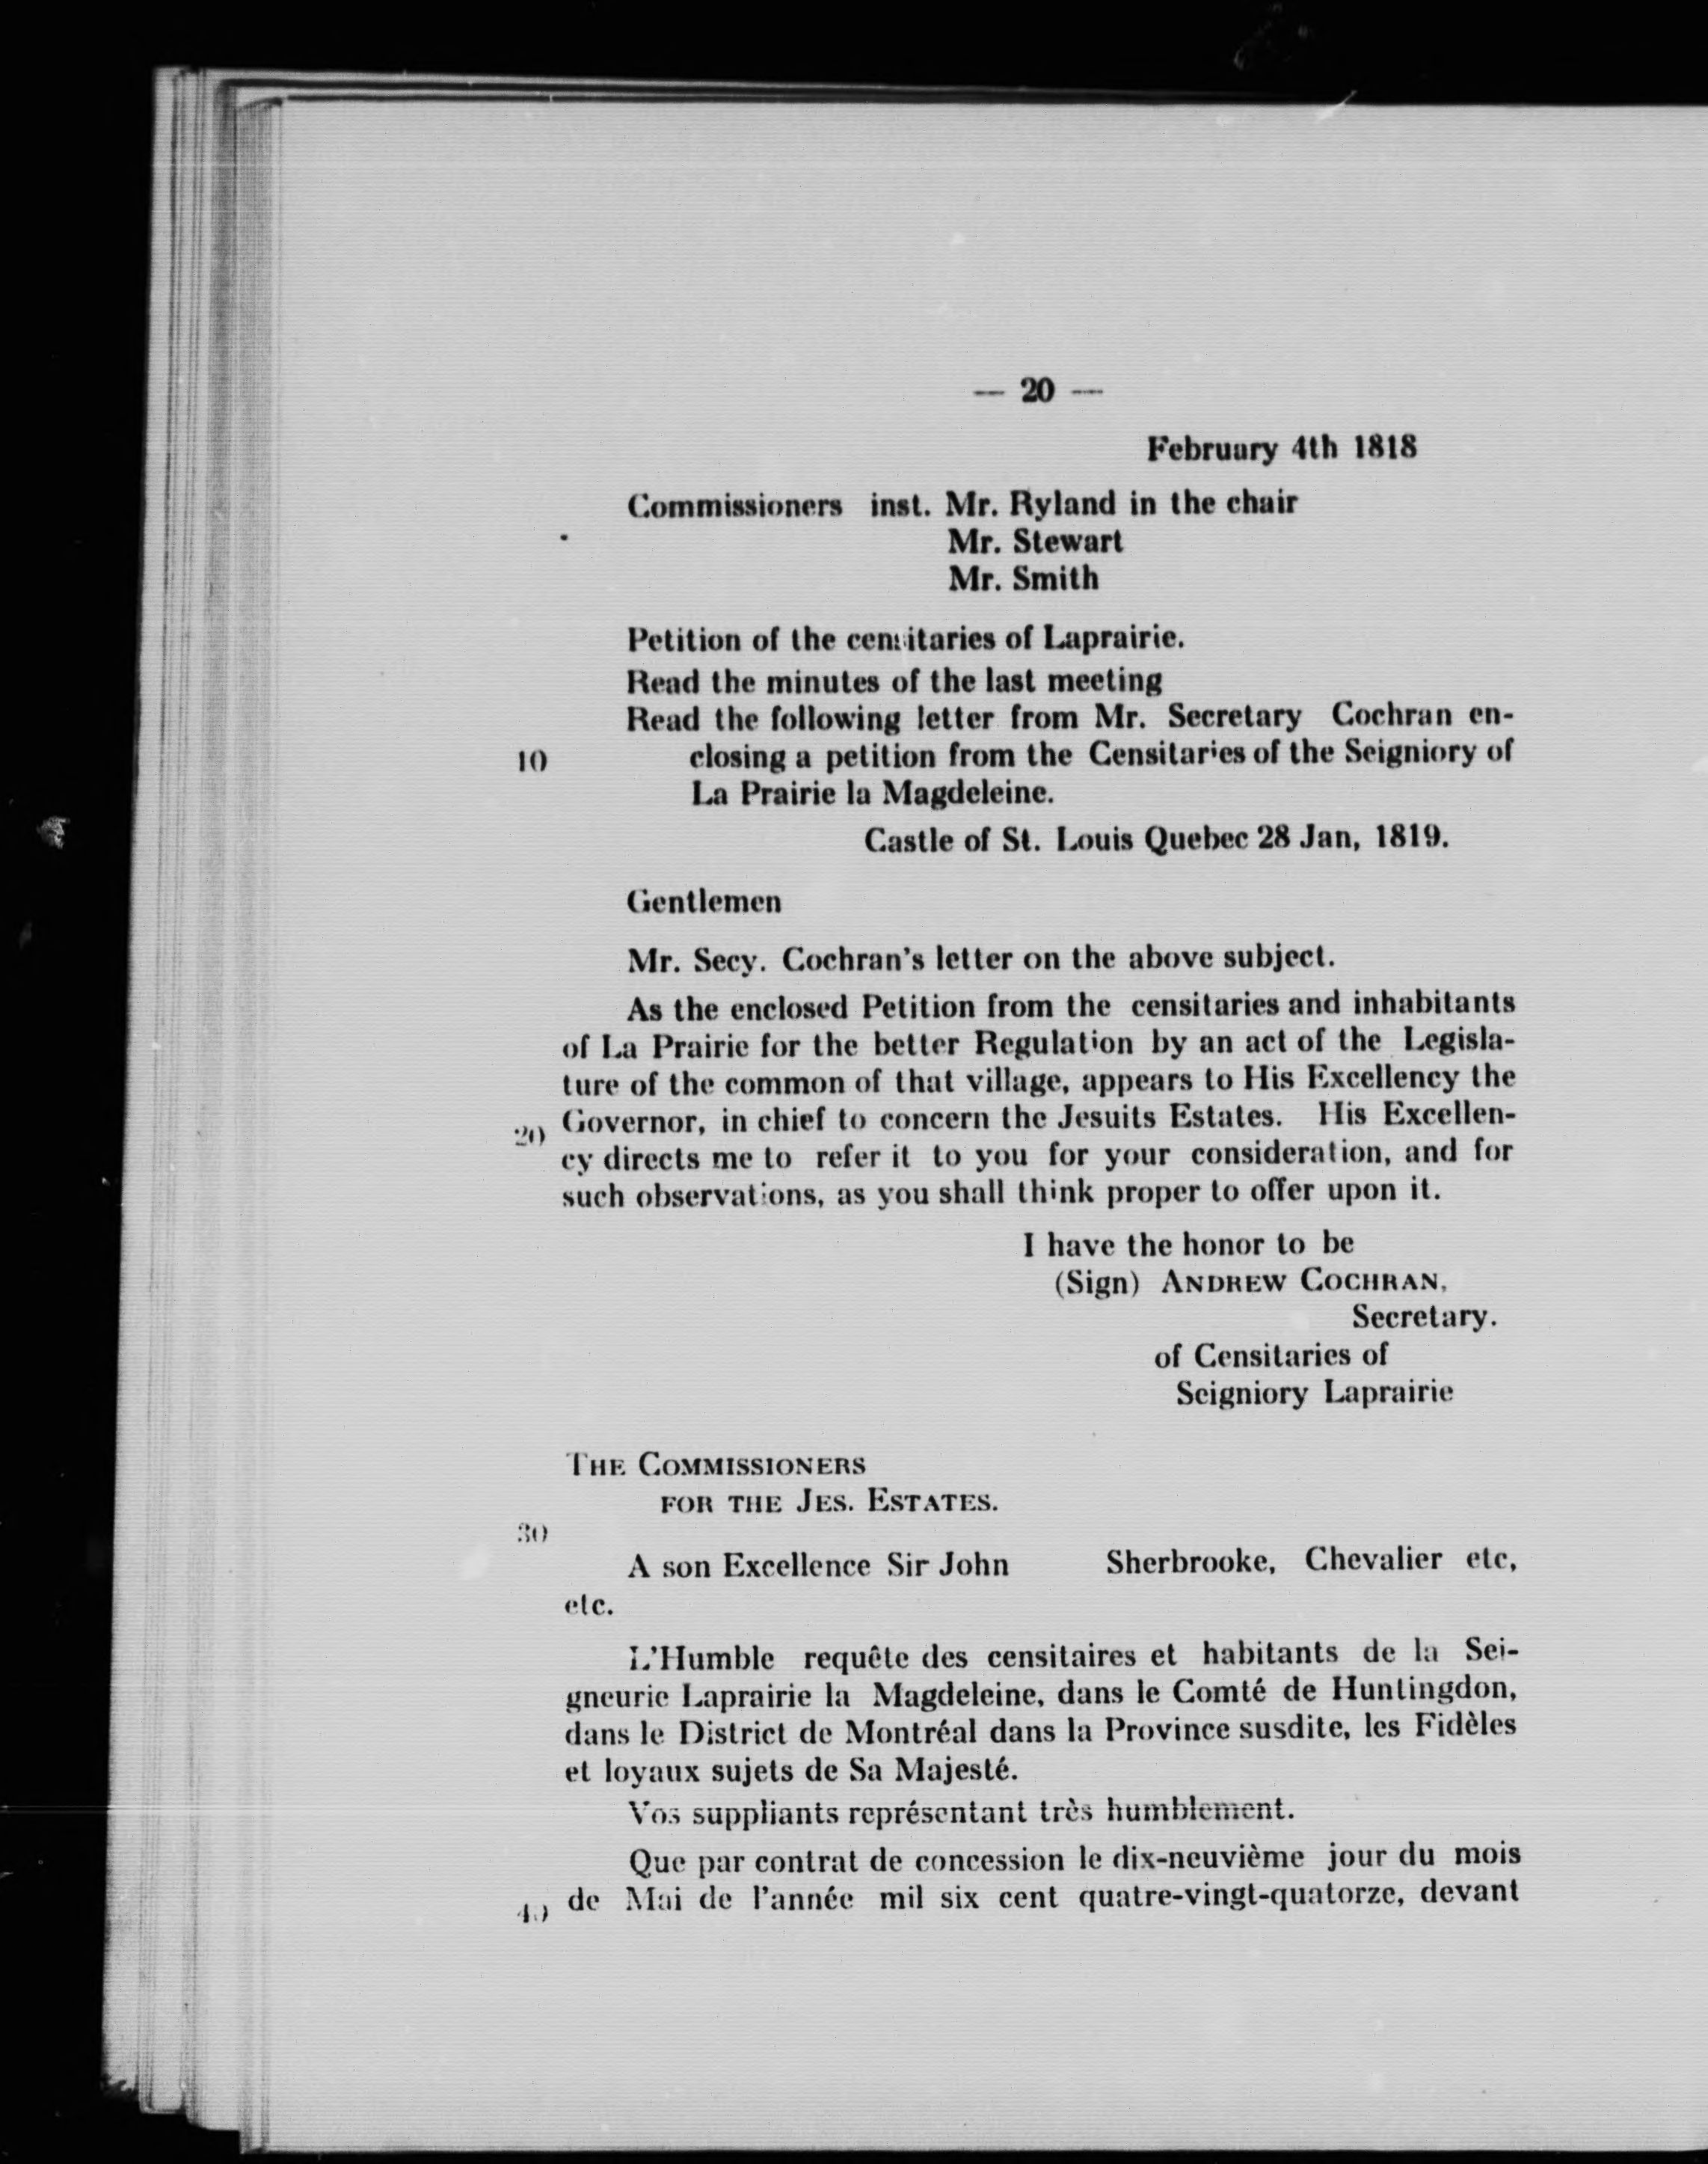 — 20 —
February 4th 1818
Commissioners inst. Mr. Ryland in the chair
Mr. Stewart
Mr. Smith
Petition of the censitaries of Laprairie.
Read the minutes of the last meeting
Read the following letter from Mr. Secretary Cochran en-
10 closing a petition from the Censitaries of the Seigniory of
La Prairie la Magdeleine.
Castle of St. Louis Quebec 28 Jan, 1819.
Gentlemen
Mr. Secy. Cochran's letter on the above subject.
As the enclosed Petition from the censitaries and inhabitants
of La Prairie for the better Regulation by an act of the Legisla-
ture of the common of that village, appears to His Excellency the
20 Governor, in chief to concern the Jesuits Estates. His Excellen-
cy directs me to refer it to you for your consideration, and for
such observations, as you shall think proper to offer upon it.
I have the honor to be
(Sign) ANDREW COCHRAN,
Secretary.
of Censitaries of
Seigniory Laprairie
THE COMMISSIONERS
FOR THE JES. ESTATES.
30
A son Excellence Sir John Sherbrooke, Chevalier etc,
etc.
L'Humble requête des censitaires et habitants de la Sei-
gneurie Laprairie la Magdeleine, dans le Comté de Huntingdon,
dans le District de Montréal dans la Province susdite, les Fidèles
et loyaux sujets de Sa Majesté.
Vos suppliants représentant très humblement.
Que par contrat de concession le dix-neuvième jour du mois
40 de Mai de l'année mil six cent quatre-vingt-quatorze, devant